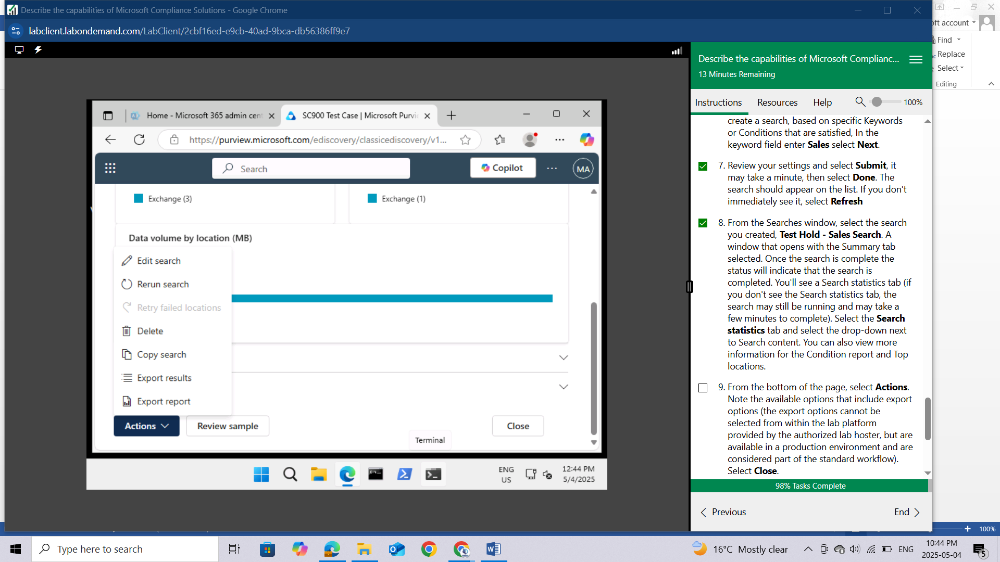 Describe the capabilities of Microsoft Compliance Solutions - Google Chrome
labclient.labondemand.com/LabClient/2cbf16ed-e9cb-40ad-9bca-db56386ff9e7
oft account
Find
Replace
Select
Editing
Describe the capabilities of Microsoft Complianc...
13 Minutes Remaining
Instructions Resources Help 100%
create a search, based on specific Keywords
or Conditions that are satisfied, In the
keyword field enter Sales select Next.
7. Review your settings and select Submit, it
may take a minute, then select Done. The
search should appear on the list. If you don't
immediately see it, select Refresh
8. From the Searches window, select the search
you created, Test Hold - Sales Search. A
window that opens with the Summary tab
selected. Once the search is complete the
status will indicate that the search is
completed. You'll see a Search statistics tab (if
you don't see the Search statistics tab, the
search may still be running and may take a
few minutes to complete). Select the Search
statistics tab and select the drop-down next
to Search content. You can also view more
information for the Condition report and Top
locations.
9. From the bottom of the page, select Actions.
Note the available options that include export
options (the export options cannot be
selected from within the lab platform
provided by the authorized lab hoster, but are
available in a production environment and are
considered part of the standard workflow).
Select Close.
98% Tasks Complete
Previous
End
Home - Microsoft 365 admin cent
SC900 Test Case | Microsoft Purvi
https://purview.microsoft.com/ediscovery/classicediscovery/v1...
Search
Copilot
MA
Exchange (3)
Exchange (1)
Data volume by location (MB)
Edit search
Rerun search
Retry failed locations
Delete
Copy search
Export results
Export report
Actions
Review sample
Close
Terminal
ENG
US
12:44 PM
5/4/2025
100%
Type here to search
16°C Mostly clear
ENG
10:44 PM
2025-05-04
5